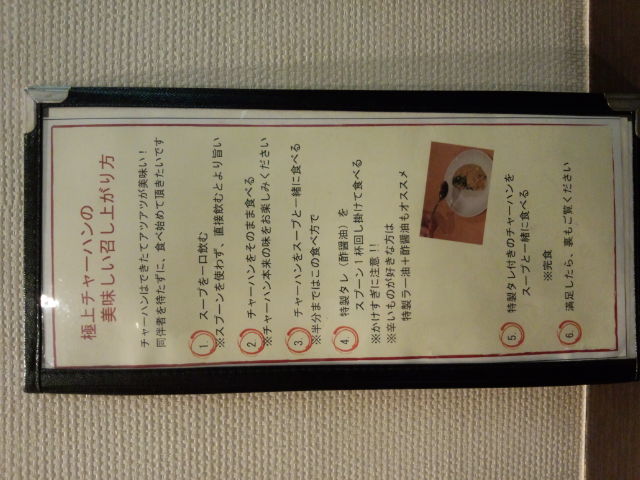 極上チャーハンの
美味しい召し上がり方
チャーハンはできたてアツアツが美味い！
同伴者を待たずに、食べ始めて頂きたいです
1. スープを一口飲む
※スプーンを使わず、直接飲むとより旨い
2. チャーハンをそのまま食べる
※チャーハン本来の味をお楽しみください
3. チャーハンをスープと一緒に食べる
※半分まではこの食べ方で
4. 特製タレ（酢醤油）を
スプーン１杯回し掛けて食べる
※かけすぎに注意！！
※辛いものが好きな方は
特製ラー油＋酢醤油もオススメ
5. 特製タレ付きのチャーハンを
スープと一緒に食べる
※完食
6. 満足したら、裏もご覧ください